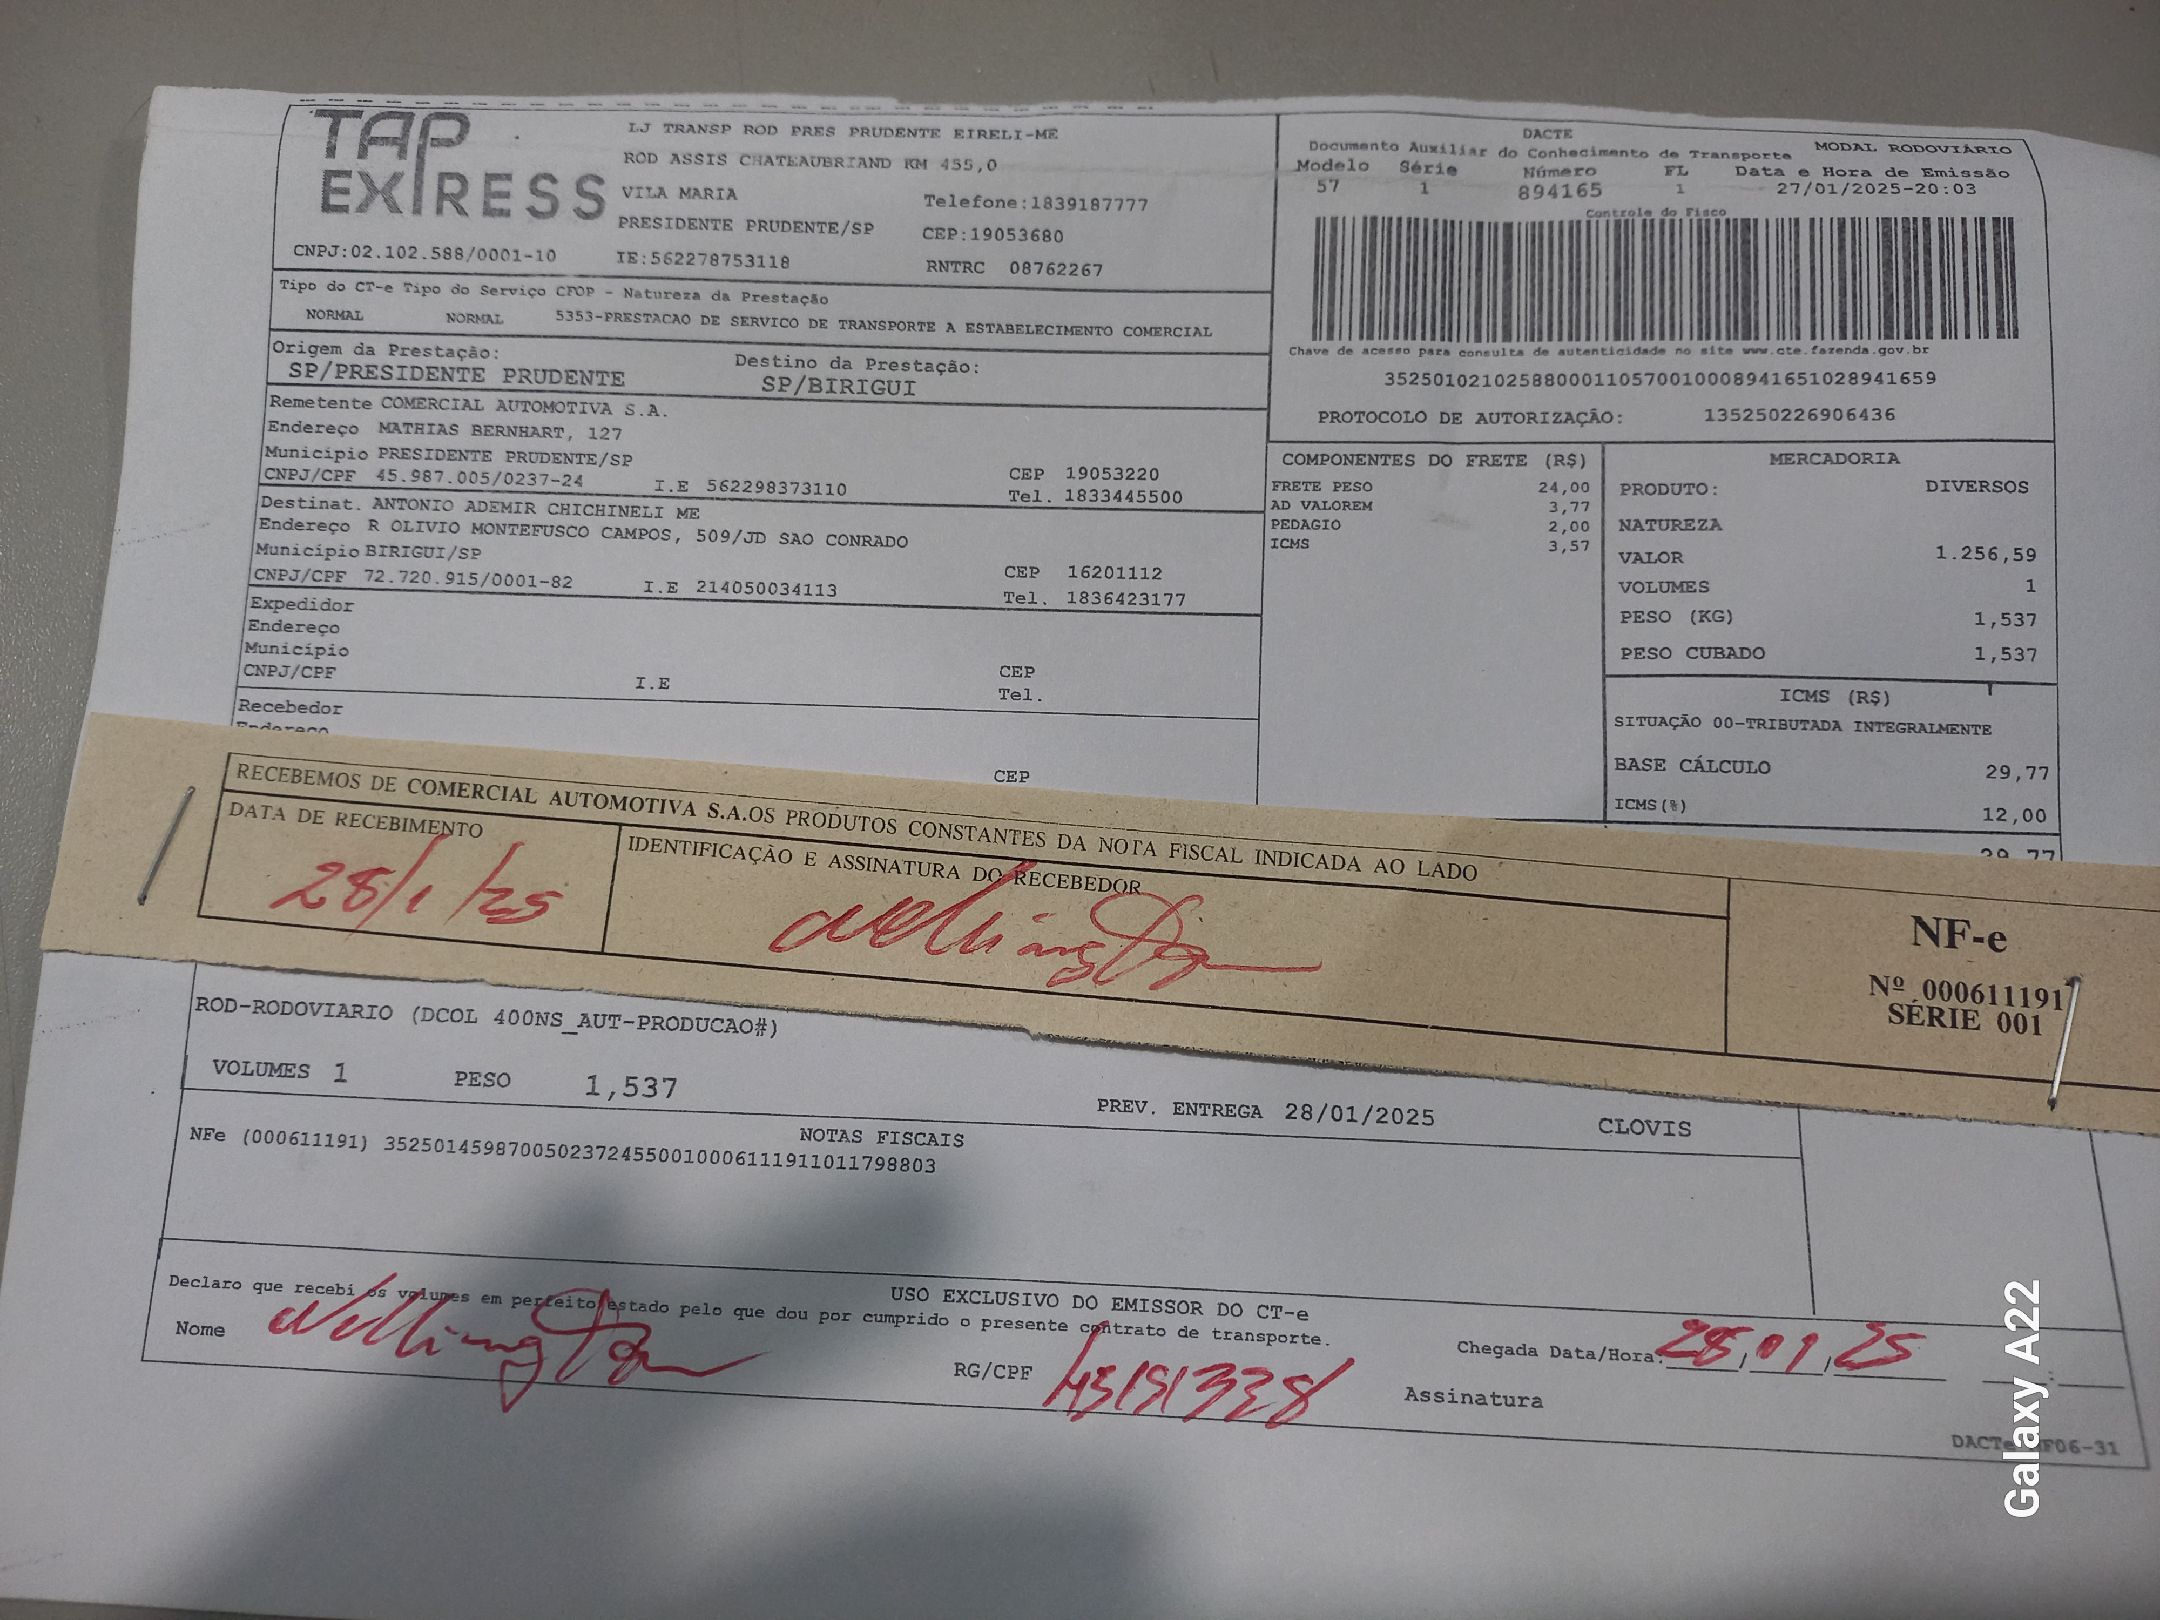 TAP EXPRESS
LJ TRANSP ROD PRES PRUDENTE EIRELI-ME
ROD ASSIS CHATEAUBRIAND KM 455,0
VILA MARIA Telefone:1839187777
PRESIDENTE PRUDENTE/SP CEP:19053680
CNPJ:02.102.588/0001-10 IE:562278753118 RNTRC 08762267
DACTE
Documento Auxiliar do Conhecimento de Transporte MODAL RODOVIÁRIO
Modelo Série Número FL Data e Hora de Emissão
57 1 894165 1 27/01/2025-20:03
Controle do Fisco
Chave de acesso para consulta de autenticidade no site www.cte.fazenda.gov.br
35250102102588000110570010008941651028941659
PROTOCOLO DE AUTORIZAÇÃO: 135250226906436
Tipo do CT-e Tipo do Serviço CFOP - Natureza da Prestação
NORMAL NORMAL 5353-PRESTACAO DE SERVICO DE TRANSPORTE A ESTABELECIMENTO COMERCIAL
Origem da Prestação: Destino da Prestação:
SP/PRESIDENTE PRUDENTE SP/BIRIGUI
Remetente COMERCIAL AUTOMOTIVA S.A.
Endereço MATHIAS BERNHART, 127
Município PRESIDENTE PRUDENTE/SP CEP 19053220
CNPJ/CPF 45.987.005/0237-24 I.E 562298373110 Tel. 1833445500
Destinat. ANTONIO ADEMIR CHICHINELI ME
Endereço R OLIVIO MONTEFUSCO CAMPOS, 509/JD SAO CONRADO
Município BIRIGUI/SP CEP 16201112
CNPJ/CPF 72.720.915/0001-82 I.E 214050034113 Tel. 1836423177
Expedidor
Endereço
Município CEP
CNPJ/CPF I.E Tel.
Recebedor
Endereço
CEP
COMPONENTES DO FRETE (R$)
FRETE PESO 24,00
AD VALOREM 3,77
PEDAGIO 2,00
ICMS 3,57
MERCADORIA
PRODUTO: DIVERSOS
NATUREZA
VALOR 1.256,59
VOLUMES 1
PESO (KG) 1,537
PESO CUBADO 1,537
ICMS (R$)
SITUAÇÃO 00-TRIBUTADA INTEGRALMENTE
BASE CÁLCULO 29,77
ICMS(%) 12,00
29,77
RECEBEMOS DE COMERCIAL AUTOMOTIVA S.A.OS PRODUTOS CONSTANTES DA NOTA FISCAL INDICADA AO LADO
DATA DE RECEBIMENTO IDENTIFICAÇÃO E ASSINATURA DO RECEBEDOR
28/1/25 Wellington
NF-e
Nº 000611191
SÉRIE 001
ROD-RODOVIARIO (DCOL 400NS_AUT-PRODUCAO#)
VOLUMES 1 PESO 1,537 PREV. ENTREGA 28/01/2025 CLOVIS
NOTAS FISCAIS
NFe (000611191) 35250145987005023724550010006111911011798803
USO EXCLUSIVO DO EMISSOR DO CT-e
Declaro que recebi os volumes em perfeito estado pelo que dou por cumprido o presente contrato de transporte.
Nome Wellington RG/CPF Chegada Data/Hora: 28/01/25 :
Assinatura
DACTe
Galaxy A22